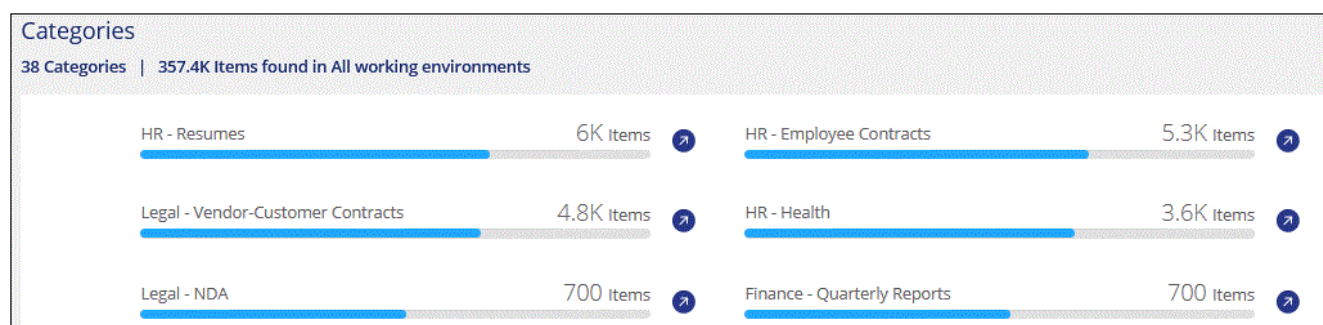 Categories
38 Categories | 357.4K Items found in All working environments
HR - Resumes 6K Items HR - Employee Contracts 5.3K Items
Legal - Vendor-Customer Contracts 4.8K Items HR - Health 3.6K Items
Legal - NDA 700 Items Finance - Quarterly Reports 700 Items